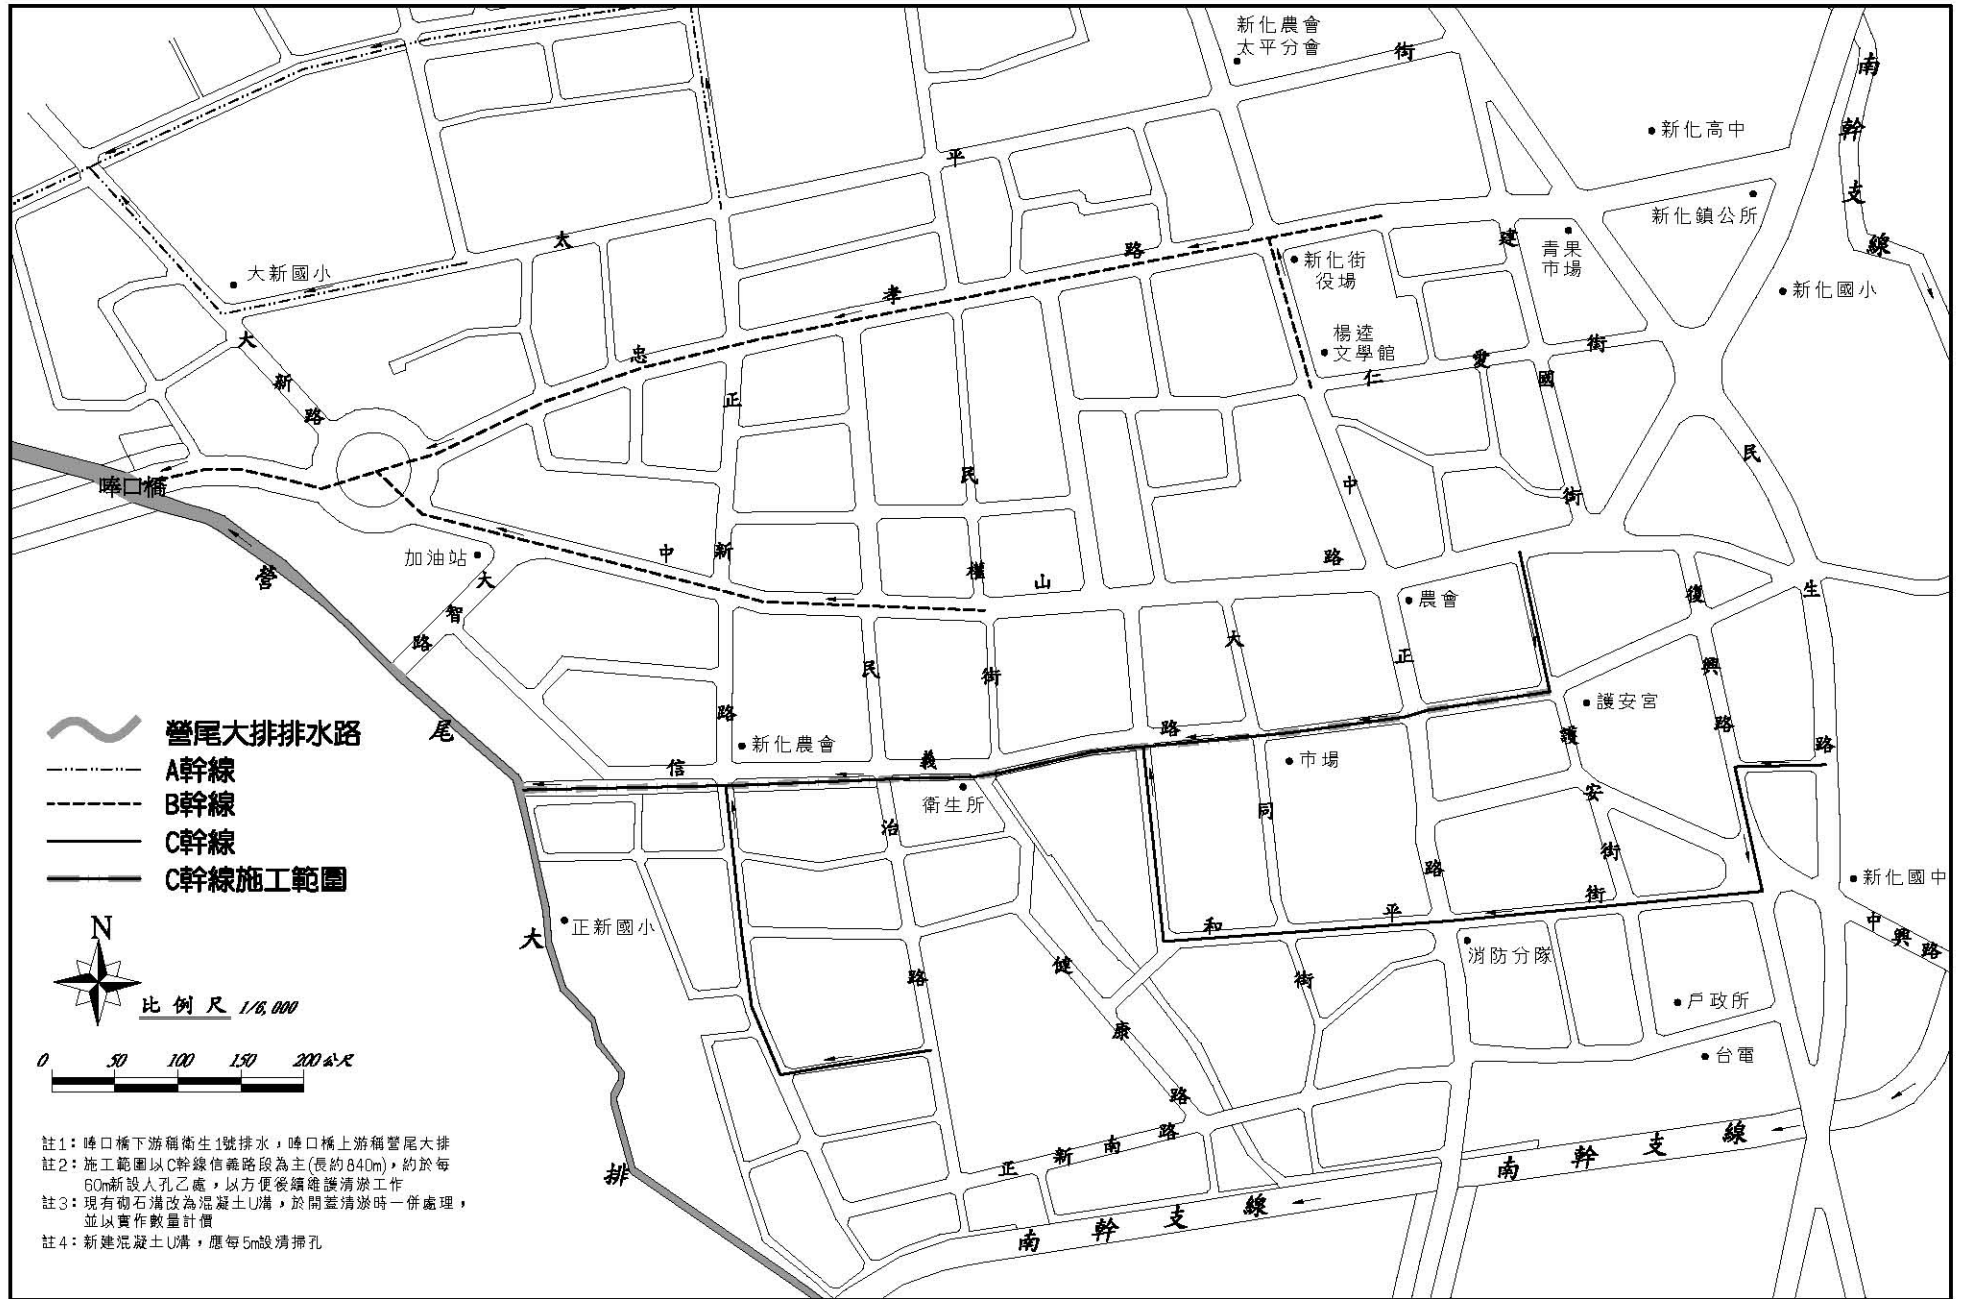 新化農會
太平分會
街
南幹支線
新化高中
平
新化鎮公所
太
路
建
青果
市場
新化街
役場
大新國小
新化國小
孝
楊逵
文學館
忠
大新路
仁
愛
街
國
正
民
民
中
街
啤口橋
加油站
中
新
權
山
路
營
大
智
路
農會
復
生
大
正
民
街
興
護安宮
路
營尾大排排水路
尾
路
新化農會
路
護
路
A幹線
信
義
市場
B幹線
衛生所
同
安
C幹線
治
街
C幹線施工範圍
路
新化國中
街
正新國小
大
和
平
中興路
消防分隊
N
路
健
街
戶政所
比例尺 1/6,000
康
台電
0 50 100 150 200公尺
路
註1：啤口橋下游稱衛生1號排水，啤口橋上游稱營尾大排
註2：施工範圍以C幹線信義路段為主(長約840m)，約於每
60m新設人孔乙處，以方便後續維護清淤工作
註3：現有砌石溝改為混凝土U溝，於開蓋清淤時一併處理，
並以實作數量計價
註4：新建混凝土U溝，應每5m設清掃孔
正新南路
排
南幹支線
南幹支線